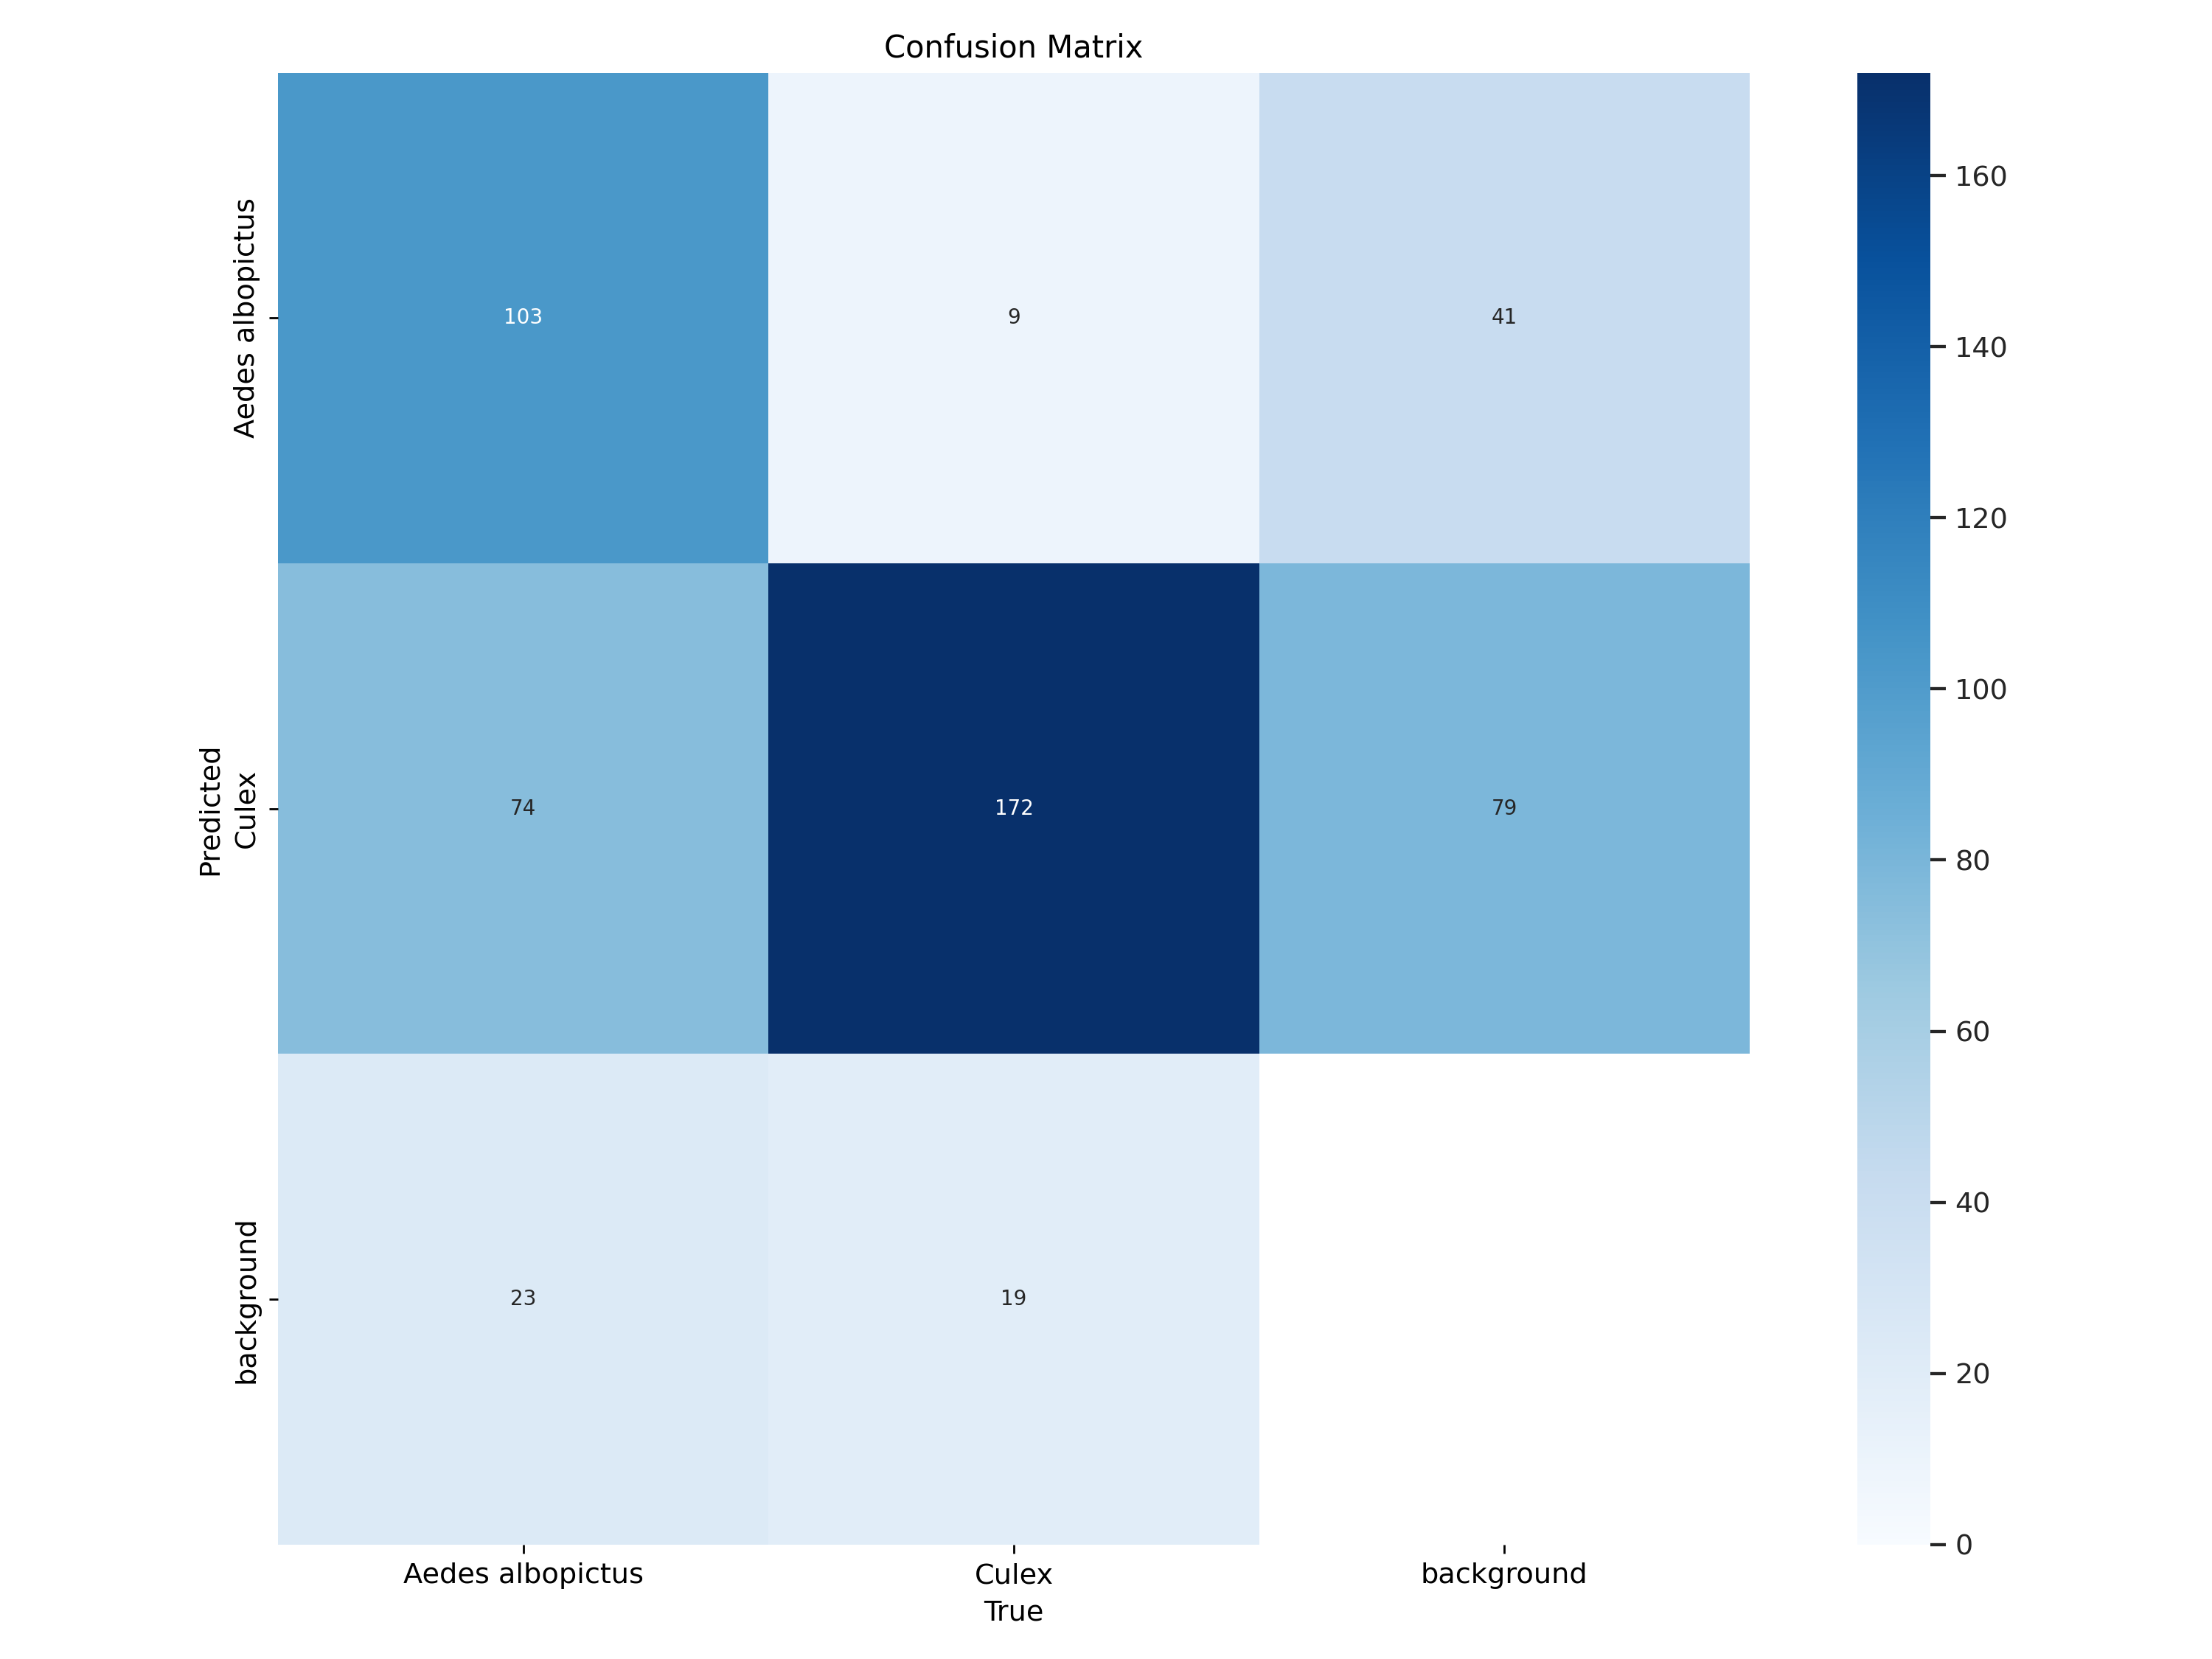 Confusion Matrix
Aedes albopictus
103
9
41
160
140
120
100
80
60
40
20
0
Predicted
Culex
74
172
79
background
23
19
Aedes albopictus
Culex
background
True